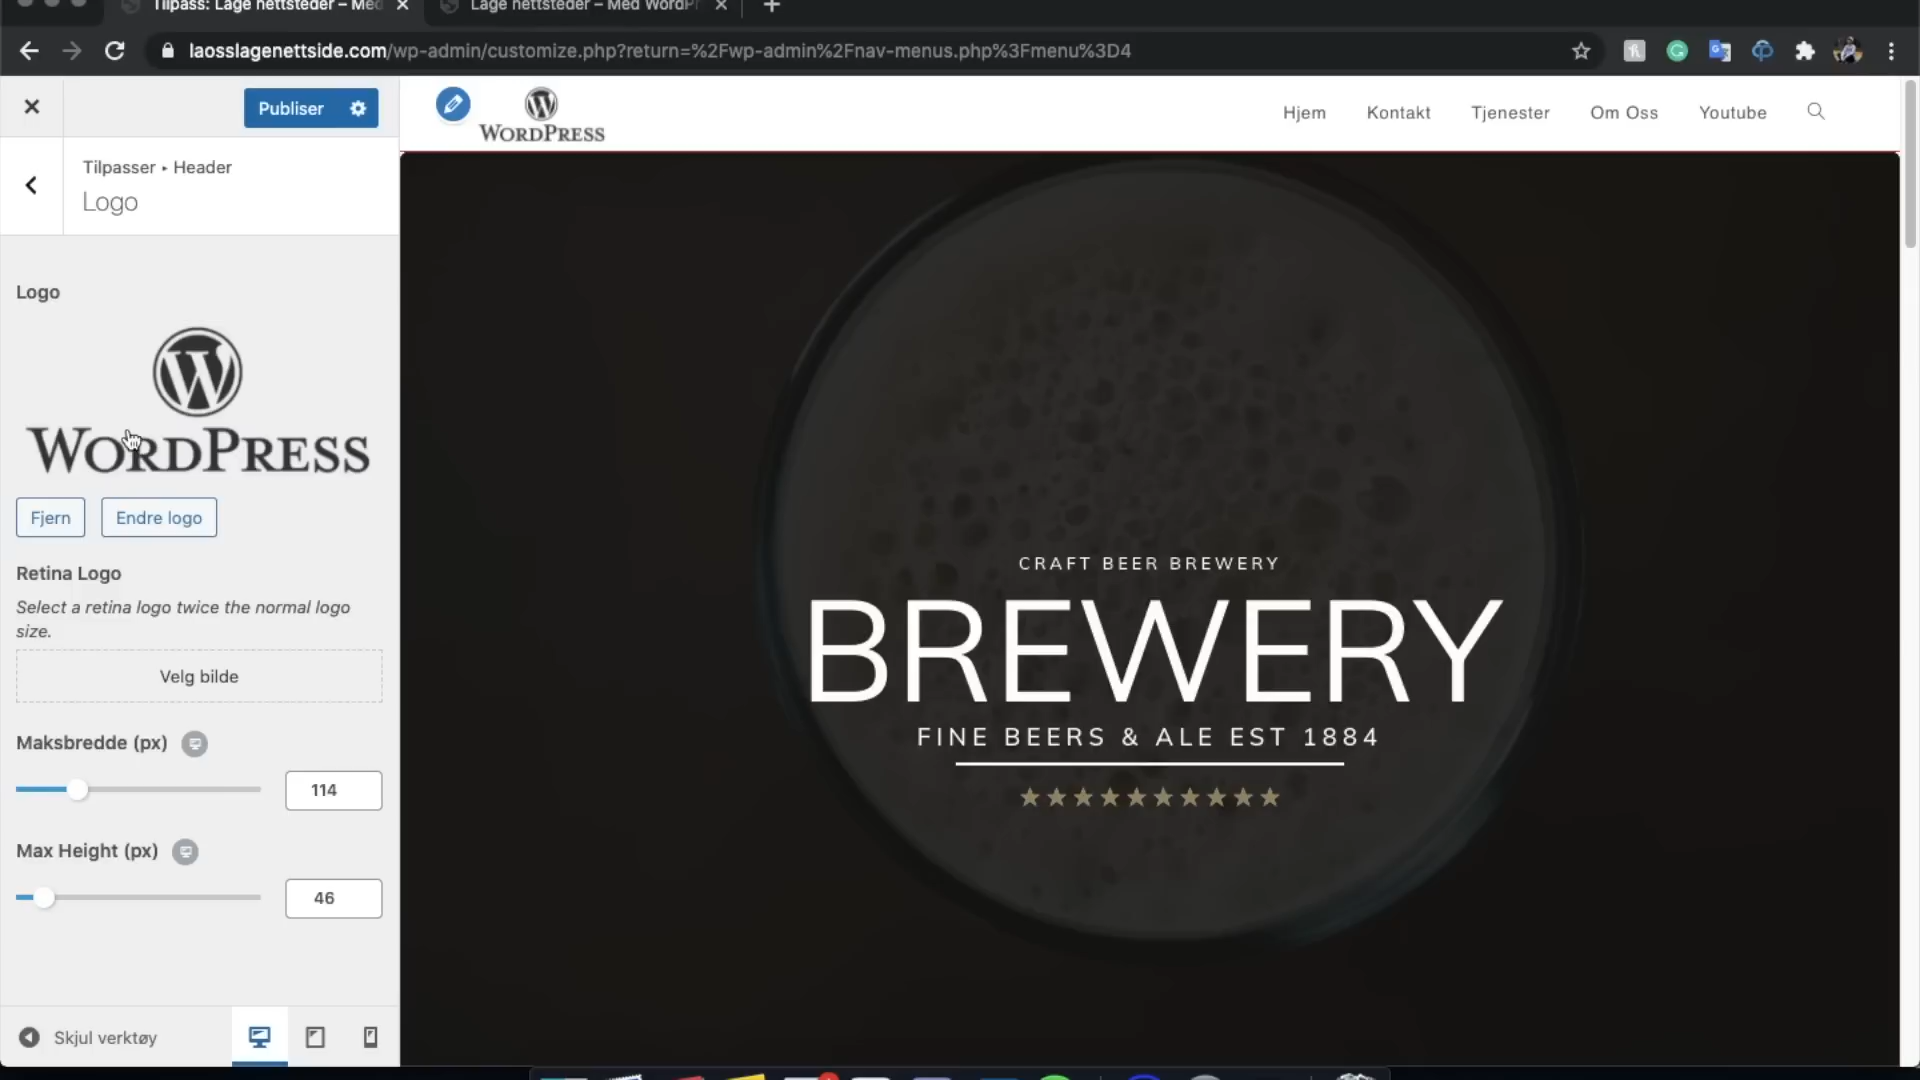 Tilpass: Lage nettsteder – Med
Lage nettsteder – Med WordPr
laosslagenettside.com/wp-admin/customize.php?return=%2Fwp-admin%2Fnav-menus.php%3Fmenu%3D4
Publiser
WORDPRESS
Hjem
Kontakt
Tjenester
Om Oss
Youtube
Tilpasser ▸ Header
Logo
Logo
WORDPRESS
Fjern
Endre logo
Retina Logo
Select a retina logo twice the normal logo
size.
Velg bilde
Maksbredde (px)
114
Max Height (px)
46
Skjul verktøy
CRAFT BEER BREWERY
BREWERY
FINE BEERS & ALE EST 1884